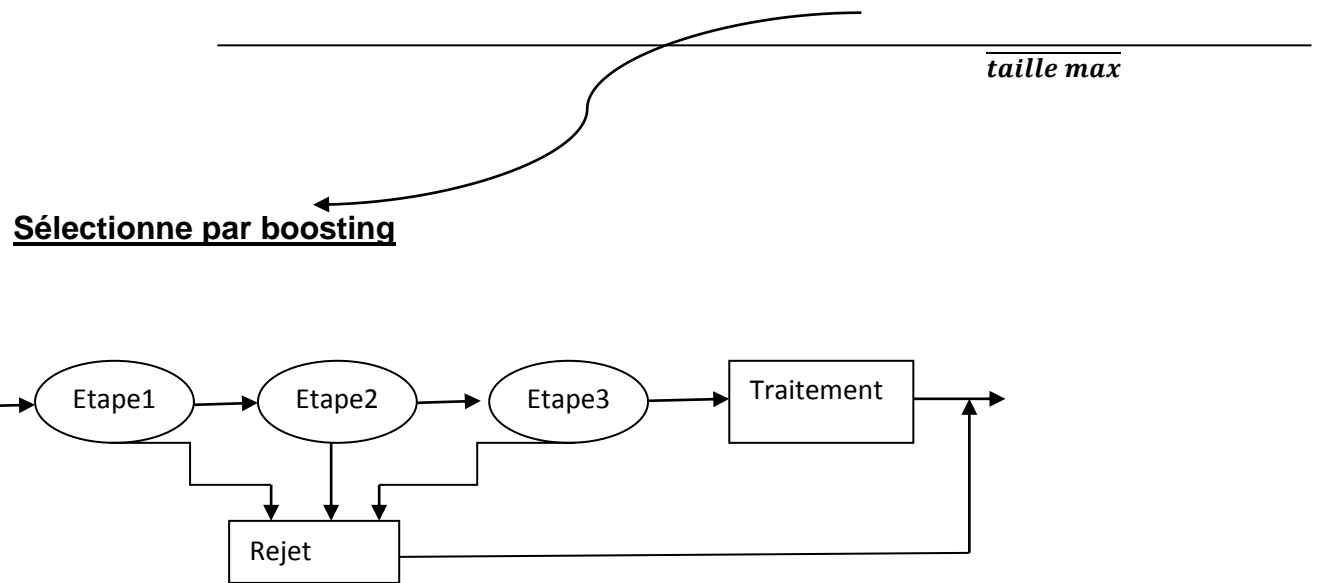 taille max
Sélectionne par boosting
Etape1
Etape2
Etape3
Traitement
Rejet